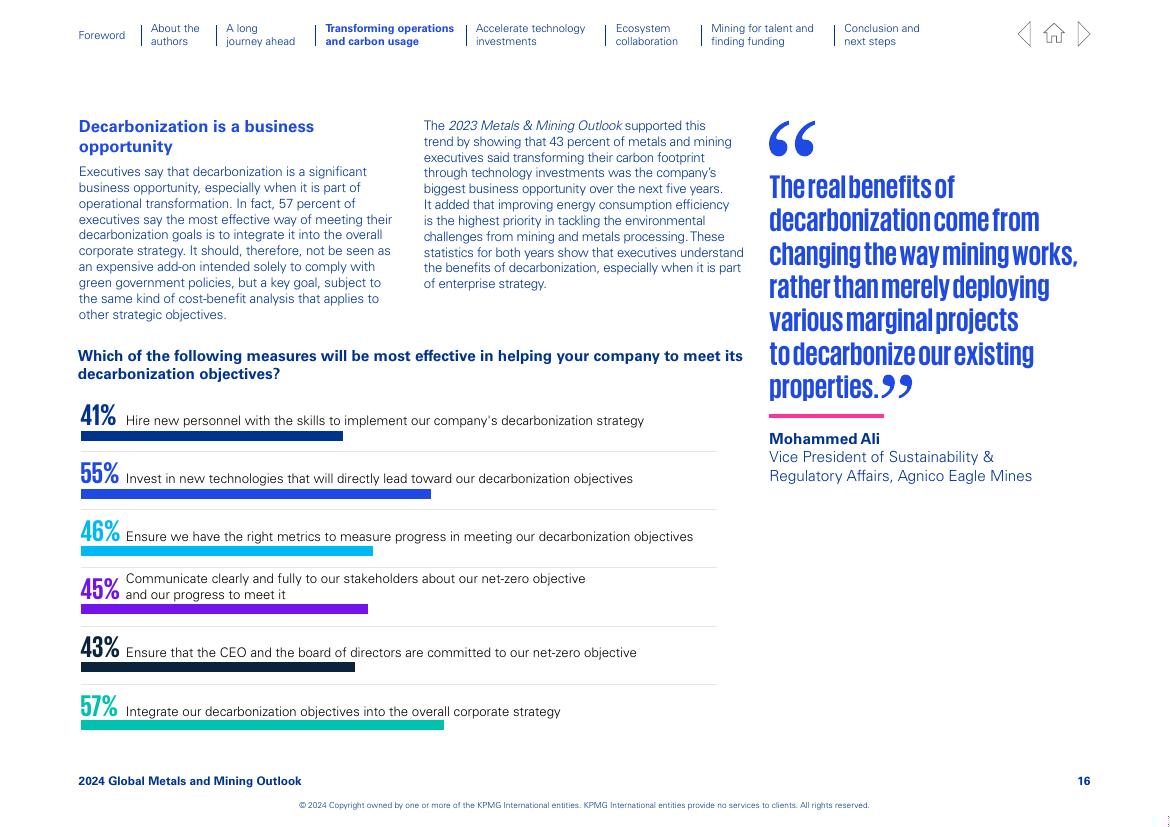 Foreword
About the
authors
A long
journey ahead
Transforming operations
and carbon usage
Accelerate technology
investments
Ecosystem
collaboration
Mining for talent and
finding funding
Conclusion and
next steps
Decarbonization is a business
opportunity
Executives say that decarbonization is a significant
business opportunity, especially when it is part of
operational transformation. In fact, 57 percent of
executives say the most effective way of meeting their
decarbonization goals is to integrate it into the overall
corporate strategy. It should, therefore, not be seen as
an expensive add-on intended solely to comply with
green government policies, but a key goal, subject to
the same kind of cost-benefit analysis that applies to
other strategic objectives.
The 2023 Metals & Mining Outlook supported this
trend by showing that 43 percent of metals and mining
executives said transforming their carbon footprint
through technology investments was the company's
biggest business opportunity over the next five years.
It added that improving energy consumption efficiency
is the highest priority in tackling the environmental
challenges from mining and metals processing. These
statistics for both years show that executives understand
the benefits of decarbonization, especially when it is part
of enterprise strategy.
“
The real benefits of
decarbonization come from
changing the way mining works,
rather than merely deploying
various marginal projects
to decarbonize our existing
properties.”
Mohammed Ali
Vice President of Sustainability &
Regulatory Affairs, Agnico Eagle Mines
Which of the following measures will be most effective in helping your company to meet its
decarbonization objectives?
41% Hire new personnel with the skills to implement our company's decarbonization strategy
55% Invest in new technologies that will directly lead toward our decarbonization objectives
46% Ensure we have the right metrics to measure progress in meeting our decarbonization objectives
45% Communicate clearly and fully to our stakeholders about our net-zero objective
and our progress to meet it
43% Ensure that the CEO and the board of directors are committed to our net-zero objective
57% Integrate our decarbonization objectives into the overall corporate strategy
2024 Global Metals and Mining Outlook
16
© 2024 Copyright owned by one or more of the KPMG International entities. KPMG International entities provide no services to clients. All rights reserved.